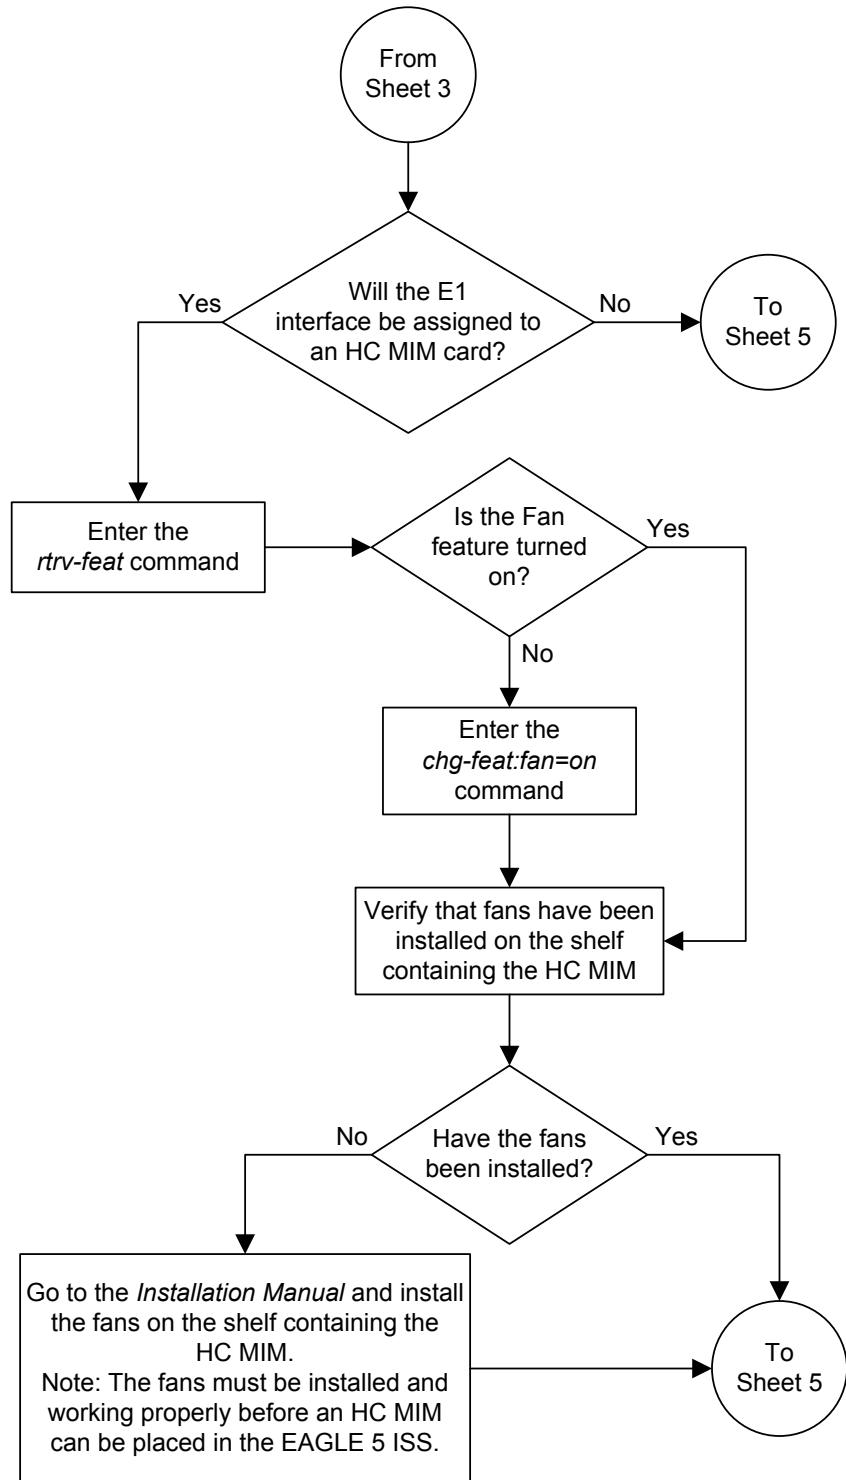 From
Sheet 3
Will the E1
interface be assigned to
an HC MIM card?
Yes
No
To
Sheet 5
Enter the
rtrv-feat command
Is the Fan
feature turned
on?
Yes
No
Enter the
chg-feat:fan=on
command
Verify that fans have been
installed on the shelf
containing the HC MIM
Have the fans
been installed?
No
Yes
Go to the Installation Manual and install
the fans on the shelf containing the
HC MIM.
Note: The fans must be installed and
working properly before an HC MIM
can be placed in the EAGLE 5 ISS.
To
Sheet 5